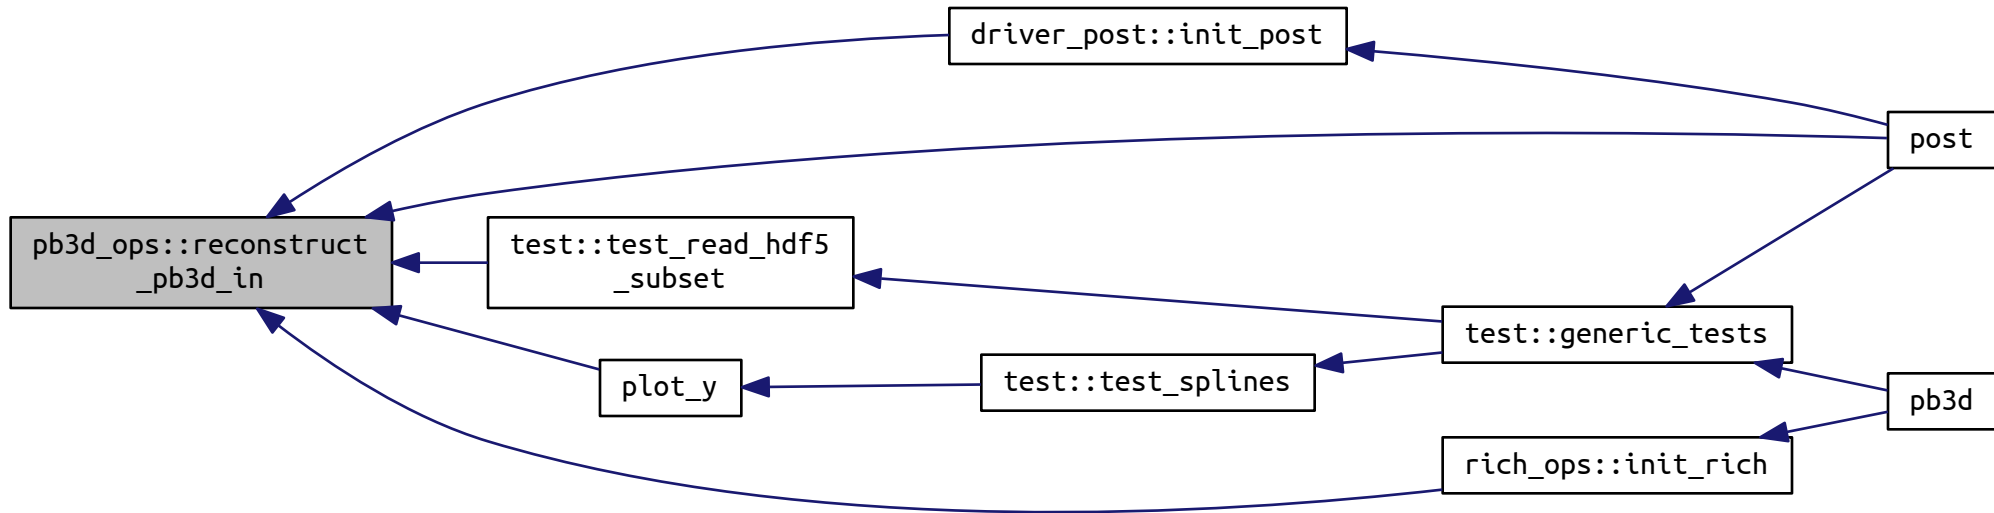 driver_post::init_post
post
pb3d_ops::reconstruct
_pb3d_in
test::test_read_hdf5
_subset
test::generic_tests
plot_y
test::test_splines
pb3d
rich_ops::init_rich